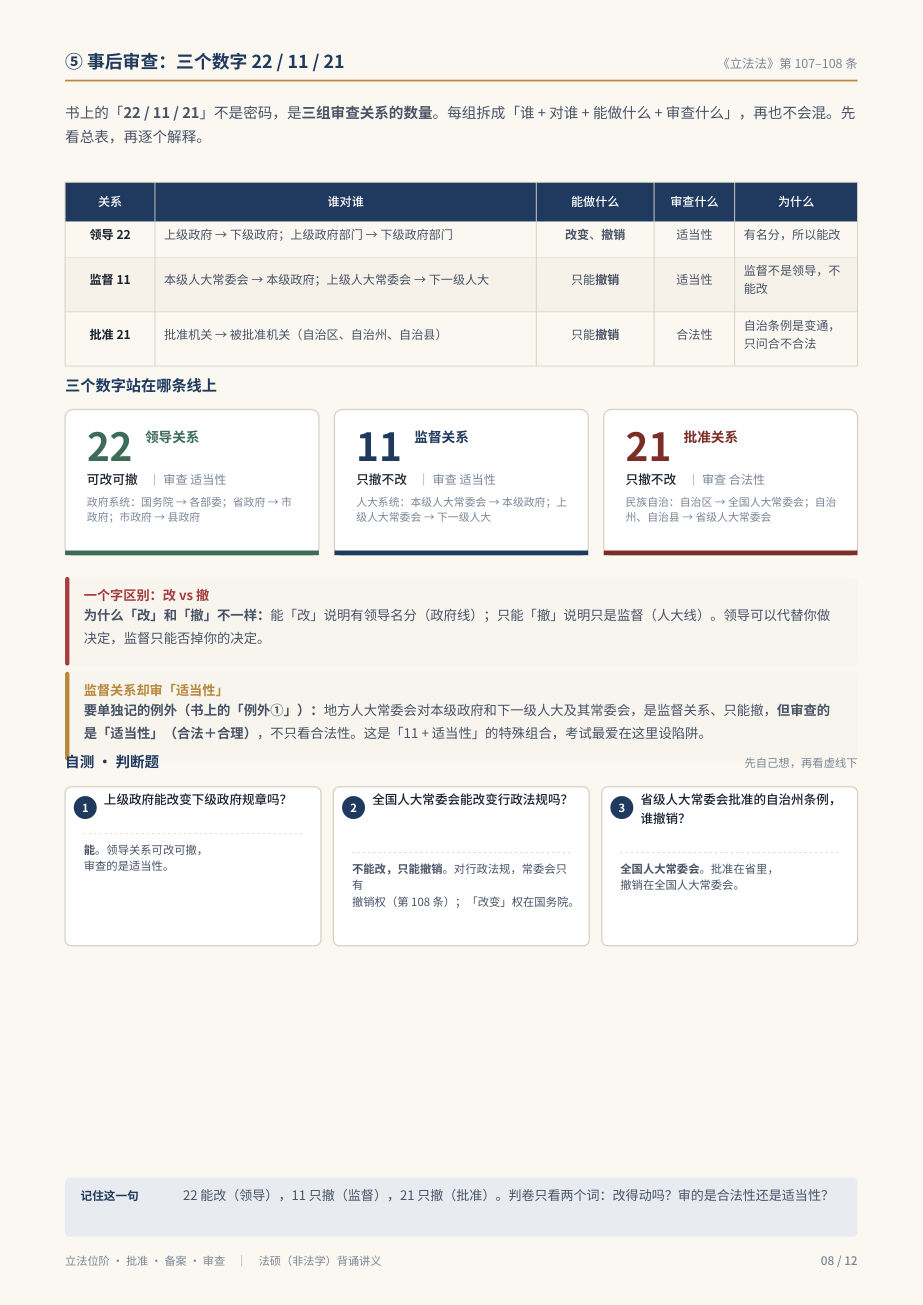 ⑤ 事后审查：三个数字 22 / 11 / 21
《立法法》第 107–108 条
书上的「22 / 11 / 21」不是密码，是三组审查关系的数量。每组拆成「谁 + 对谁 + 能做什么 + 审查什么」，再也不会混。先
看总表，再逐个解释。
关系 谁对谁 能做什么 审查什么 为什么
领导 22 上级政府 → 下级政府；上级政府部门 → 下级政府部门 改变、撤销 适当性 有名分，所以能改
监督 11 本级人大常委会 → 本级政府；上级人大常委会 → 下一级人大 只能撤销 适当性 监督不是领导，不
能改
批准 21 批准机关 → 被批准机关（自治区、自治州、自治县） 只能撤销 合法性 自治条例是变通，
只问合不合法
三个数字站在哪条线上
22 领导关系
可改可撤 ｜ 审查 适当性
政府系统：国务院 → 各部委；省政府 → 市
政府；市政府 → 县政府
11 监督关系
只撤不改 ｜ 审查 适当性
人大系统：本级人大常委会 → 本级政府；上
级人大常委会 → 下一级人大
21 批准关系
只撤不改 ｜ 审查 合法性
民族自治：自治区 → 全国人大常委会；自治
州、自治县 → 省级人大常委会
一个字区别：改 vs 撤
为什么「改」和「撤」不一样：能「改」说明有领导名分（政府线）；只能「撤」说明只是监督（人大线）。领导可以代替你做
决定，监督只能否掉你的决定。
监督关系却审「适当性」
要单独记的例外（书上的「例外①」）：地方人大常委会对本级政府和下一级人大及其常委会，是监督关系、只能撤，但审查的
是「适当性」（合法＋合理），不只看合法性。这是「11 + 适当性」的特殊组合，考试最爱在这里设陷阱。
自测 · 判断题
先自己想，再看虚线下
1 上级政府能改变下级政府规章吗？
能。领导关系可改可撤，
审查的是适当性。
2 全国人大常委会能改变行政法规吗？
不能改，只能撤销。对行政法规，常委会只
有
撤销权（第 108 条）；「改变」权在国务院。
3 省级人大常委会批准的自治州条例，
谁撤销？
全国人大常委会。批准在省里，
撤销在全国人大常委会。
记住这一句 22 能改（领导），11 只撤（监督），21 只撤（批准）。判卷只看两个词：改得动吗？审的是合法性还是适当性？
立法位阶 · 批准 · 备案 · 审查 ｜ 法硕（非法学）背诵讲义
08 / 12